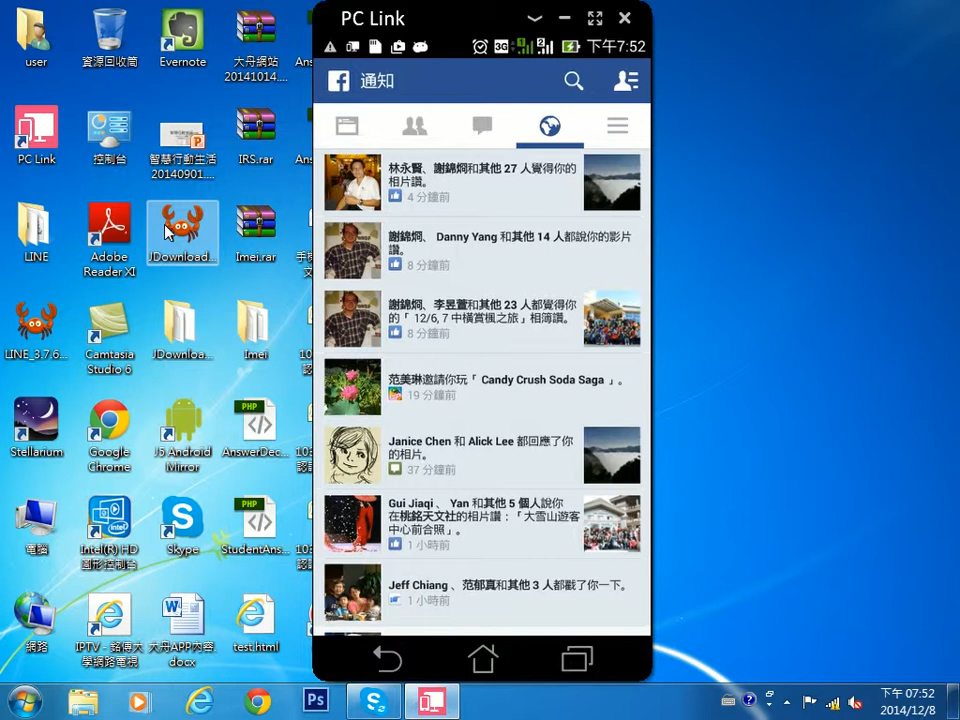 user
資源回收筒
Evernote
大舟網站
20141014....
PC Link
控制台
智慧行動生活
20140901....
IRS.rar
LINE
Adobe
Reader XI
JDownload...
Imei.rar
LINE_3.7.6...
Camtasia
Studio 6
JDownloa...
Imei
Stellarium
Google
Chrome
J5 Android
Mirror
AnswerDec...
電腦
Intel(R) HD
圖形控制台
Skype
StudentAns...
網路
IPTV - 銘傳大
學網路電視
大舟APP內容.
docx
test.html
PC Link
3G
下午7:52
通知
林永賢、謝錦烱和其他 27 人覺得你的
相片讚。
4 分鐘前
謝錦烱、 Danny Yang 和其他 14 人都說你的影片
讚。
8 分鐘前
謝錦烱、李昱萱和其他 23 人都覺得你
的「 12/6, 7 中橫賞楓之旅」相簿讚。
8 分鐘前
范美琳邀請你玩「 Candy Crush Soda Saga 」。
19 分鐘前
Janice Chen 和 Alick Lee 都回應了你
的相片。
37 分鐘前
Gui Jiaqi 、 Yan 和其他 5 個人說你
在桃銘天文社的相片讚：「大雪山遊客
中心前合照」。
1 小時前
Jeff Chiang 、范郁真和其他 3 人都戳了你一下。
1 小時前
Ps
下午 07:52
2014/12/8